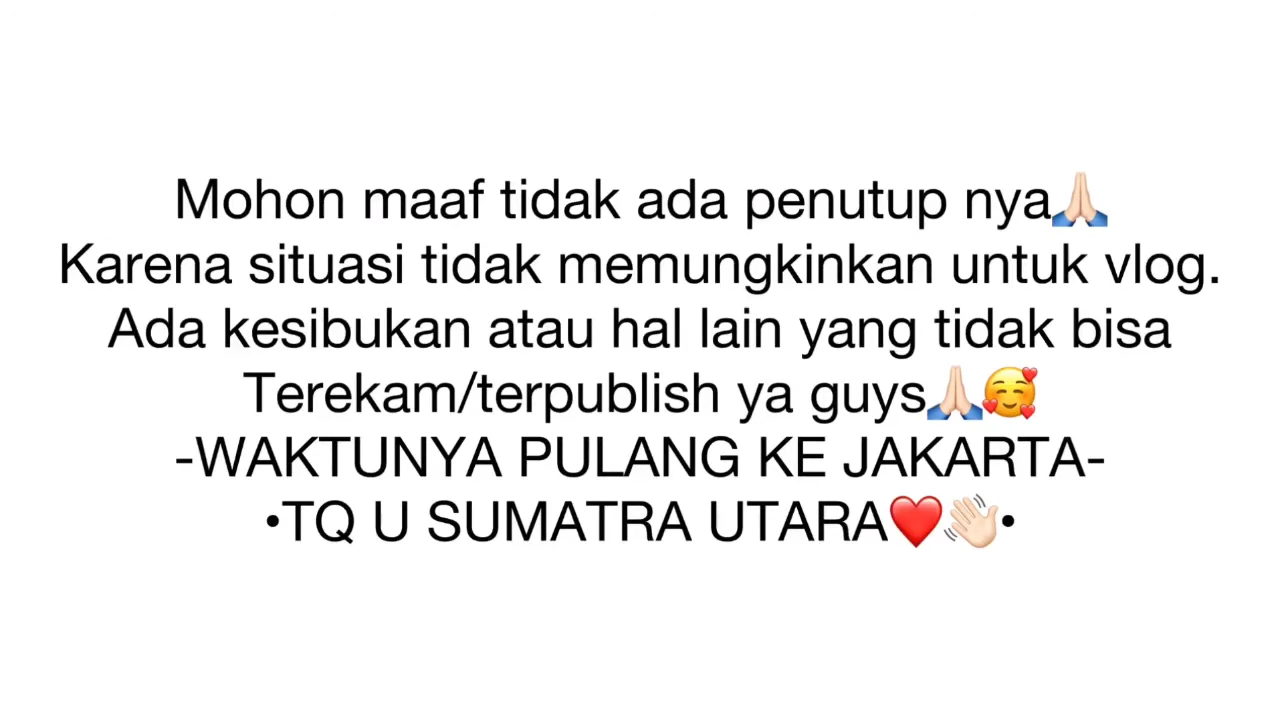 Mohon maaf tidak ada penutup nya🙏🏻
Karena situasi tidak memungkinkan untuk vlog.
Ada kesibukan atau hal lain yang tidak bisa
Terekam/terpublish ya guys🙏🏻🥰
-WAKTUNYA PULANG KE JAKARTA-
•TQ U SUMATRA UTARA❤️👋🏻•